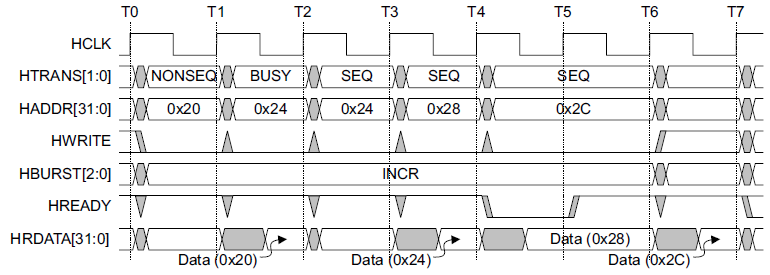 T0 T1 T2 T3 T4 T5 T6 T7
HCLK
HTRANS[1:0] NONSEQ BUSY SEQ SEQ SEQ
HADDR[31:0] 0x20 0x24 0x24 0x28 0x2C
HWRITE
HBURST[2:0] INCR
HREADY
HRDATA[31:0] Data (0x28)
Data (0x20) Data (0x24) Data (0x2C)